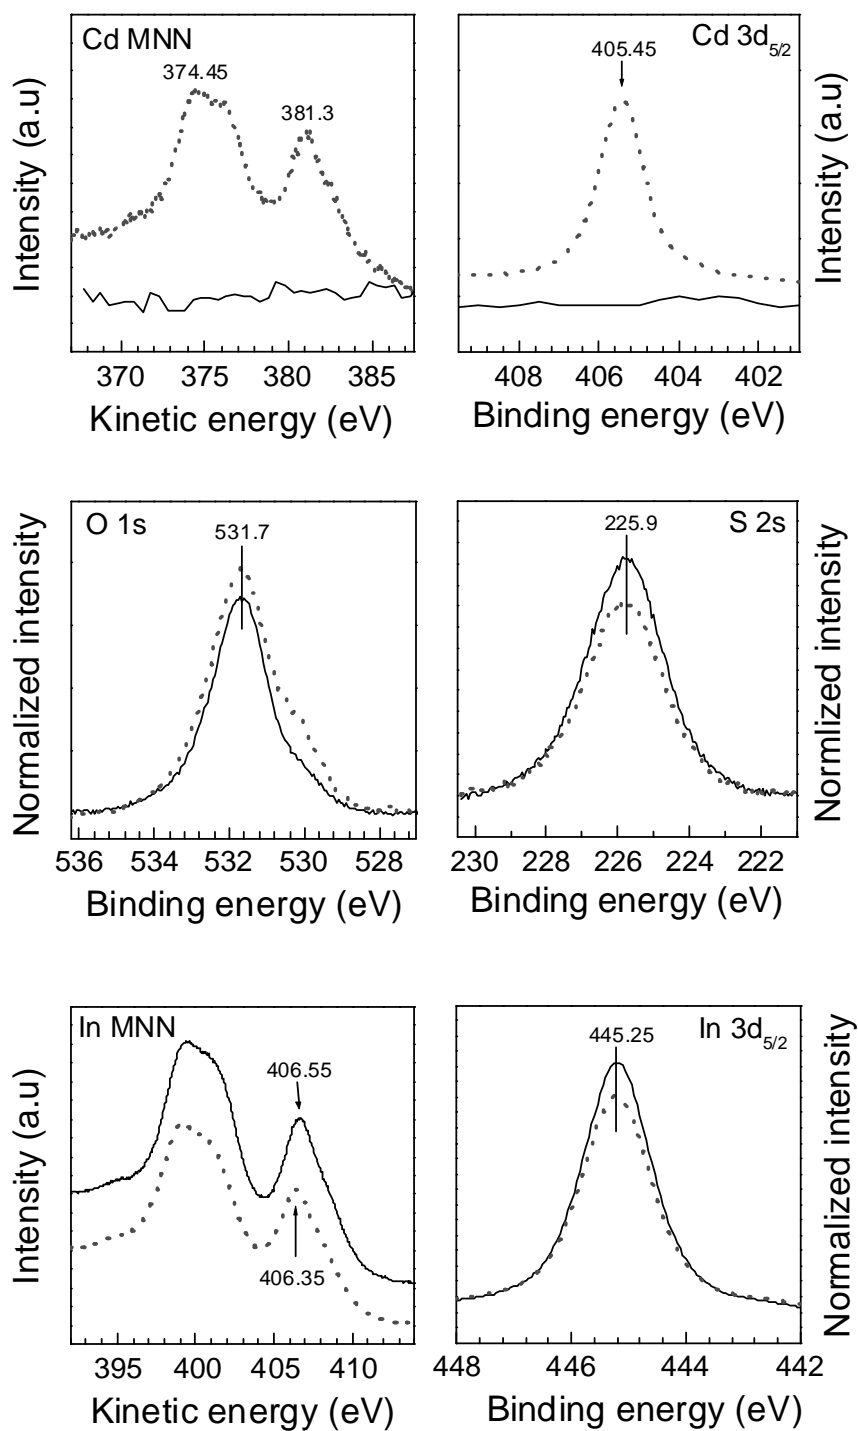 Cd MNN
374.45
381.3
Intensity (a.u)
370 375 380 385
Kinetic energy (eV)
Cd 3d5/2
405.45
Intensity (a.u)
408 406 404 402
Binding energy (eV)
O 1s
531.7
Normalized intensity
536 534 532 530 528
Binding energy (eV)
S 2s
225.9
Normlized intensity
230 228 226 224 222
Binding energy (eV)
In MNN
406.55
406.35
Intensity (a.u)
395 400 405 410
Kinetic energy (eV)
In 3d5/2
445.25
Normalized intensity
448 446 444 442
Binding energy (eV)